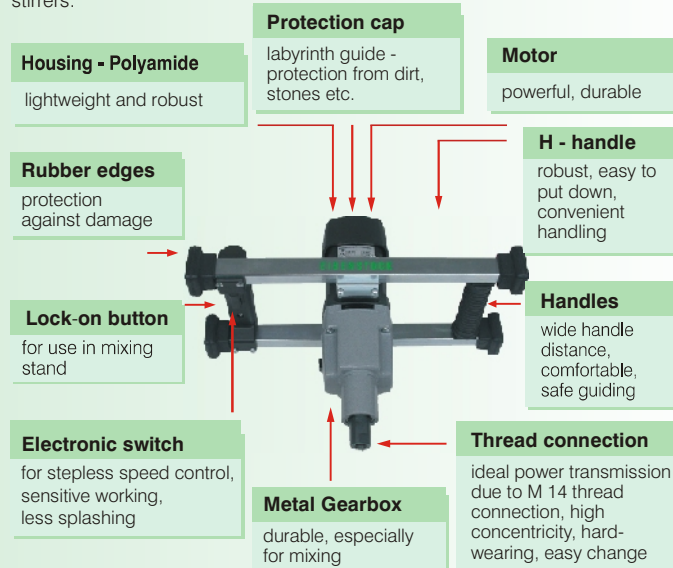 stirrers.
Protection cap
labyrinth guide -
protection from dirt,
stones etc.
Housing - Polyamide
lightweight and robust
Motor
powerful, durable
H - handle
robust, easy to
put down,
convenient
handling
Rubber edges
protection
against damage
Lock-on button
for use in mixing
stand
Handles
wide handle
distance,
comfortable,
safe guiding
Electronic switch
for stepless speed control,
sensitive working,
less splashing
Metal Gearbox
durable, especially
for mixing
Thread connection
ideal power transmission
due to M 14 thread
connection, high
concentricity, hard-
wearing, easy change